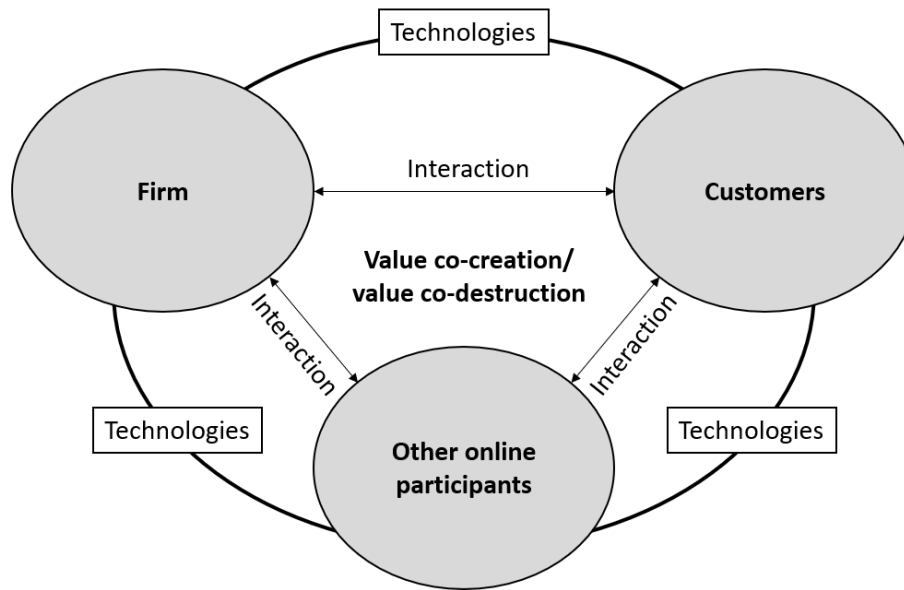 Technologies
Interaction
Firm
Customers
Value co-creation/
value co-destruction
Interaction
Interaction
Technologies
Technologies
Other online
participants